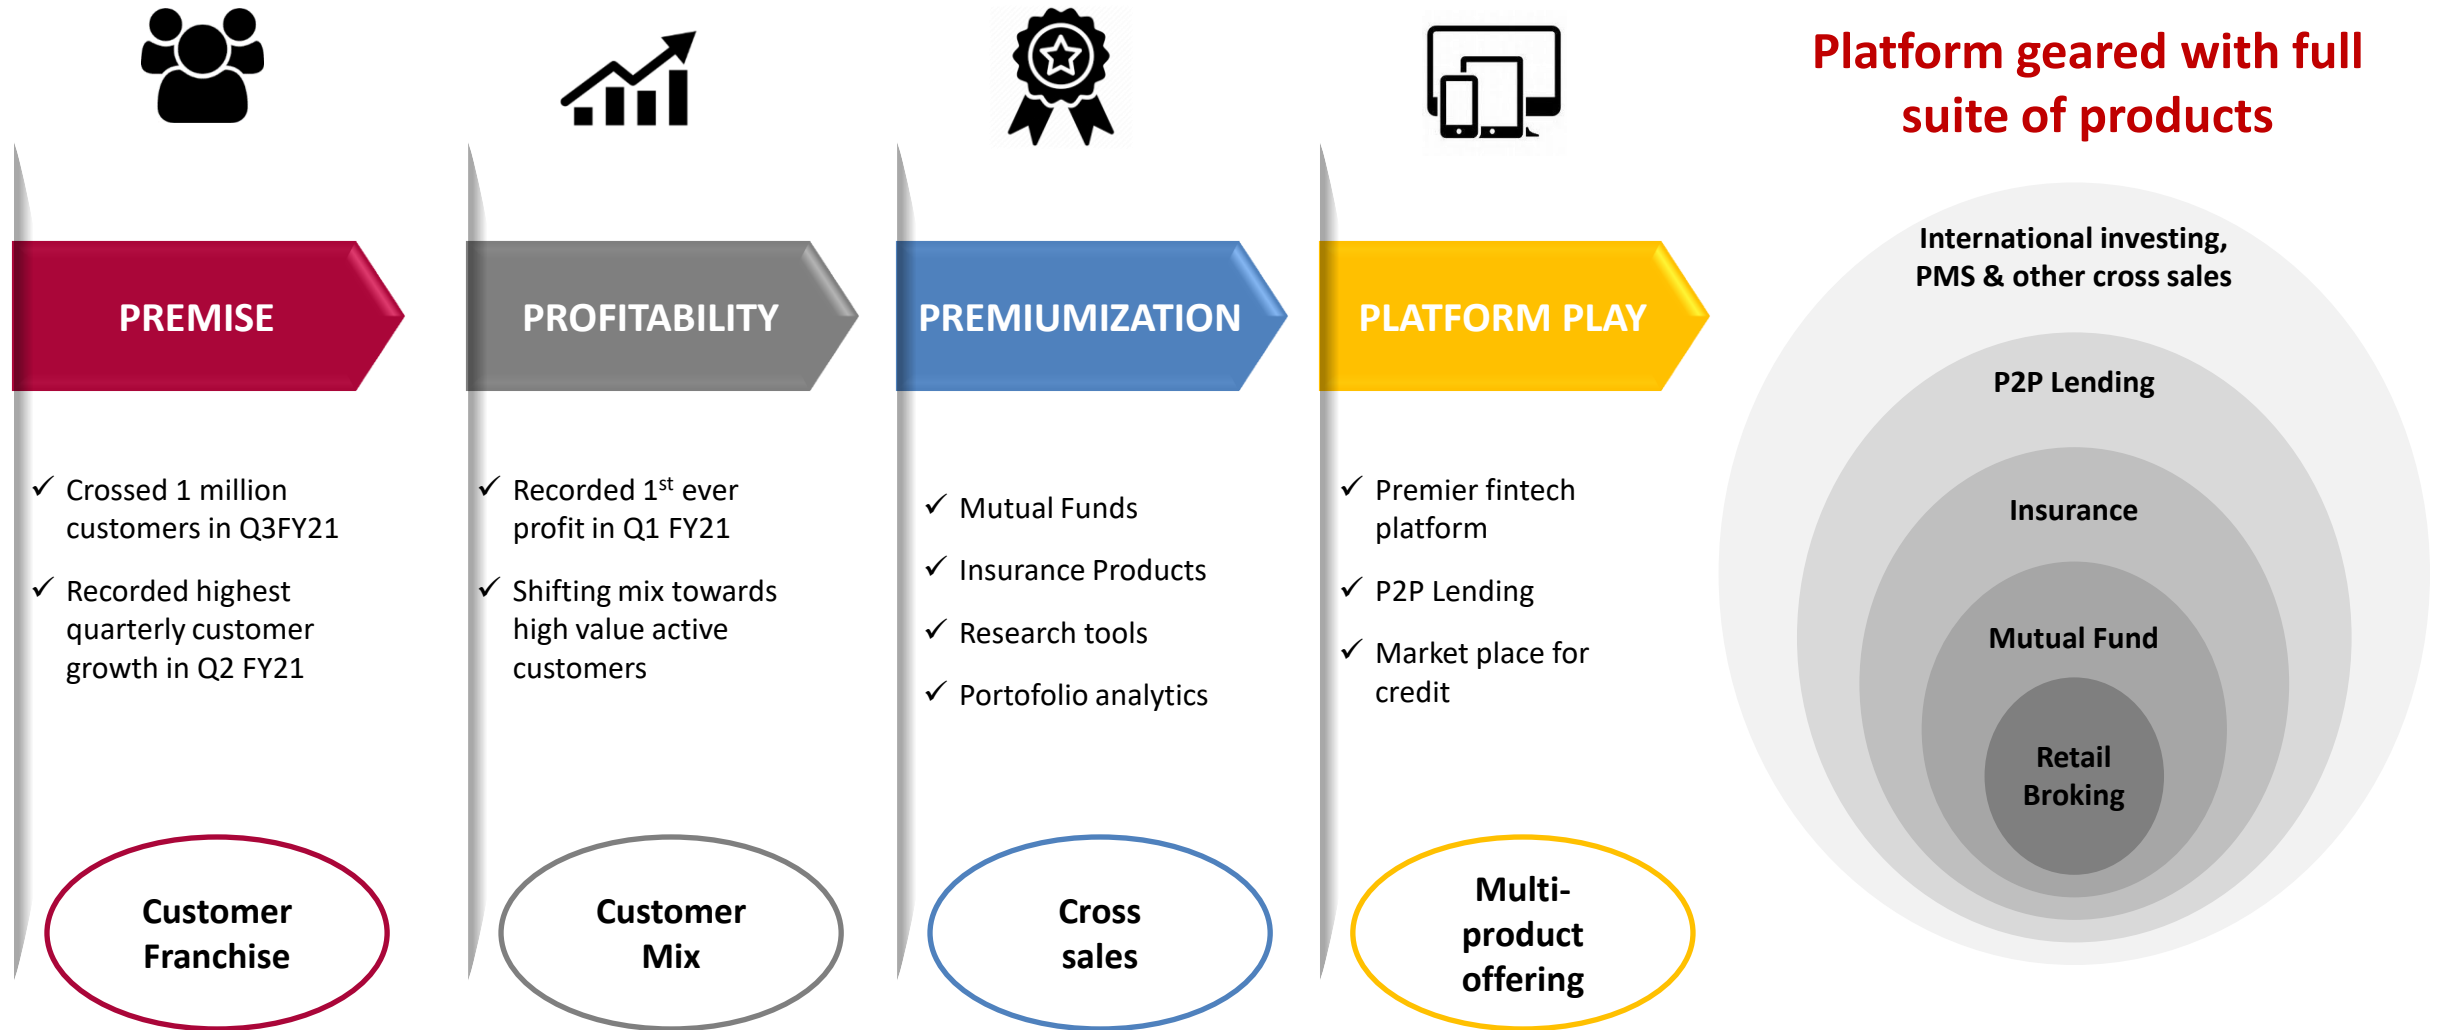 Platform geared with full
suite of products
PREMISE
✓ Crossed 1 million
customers in Q3FY21
✓ Recorded highest
quarterly customer
growth in Q2 FY21
Customer
Franchise
PROFITABILITY
✓ Recorded 1st ever
profit in Q1 FY21
✓ Shifting mix towards
high value active
customers
Customer
Mix
PREMIUMIZATION
✓ Mutual Funds
✓ Insurance Products
✓ Research tools
✓ Portofolio analytics
Cross
sales
PLATFORM PLAY
✓ Premier fintech
platform
✓ P2P Lending
✓ Market place for
credit
Multi-
product
offering
International investing,
PMS & other cross sales
P2P Lending
Insurance
Mutual Fund
Retail
Broking